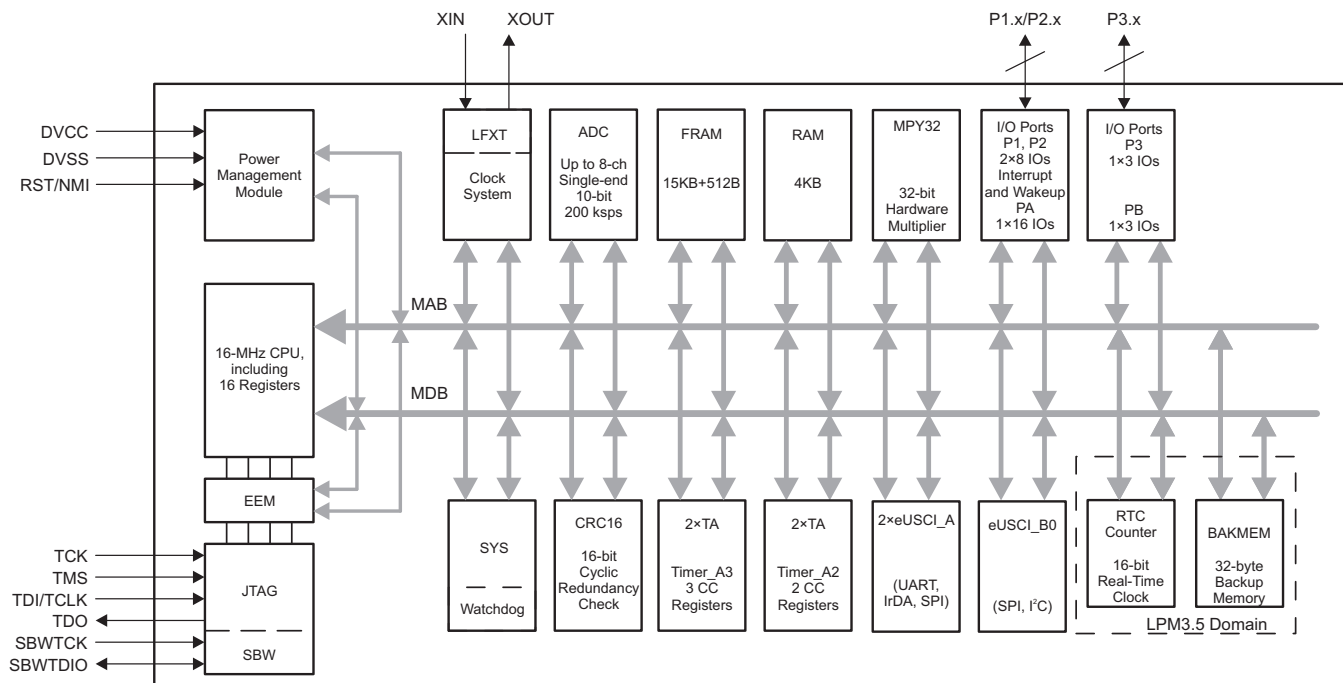 XIN
XOUT
P1.x/P2.x
P3.x
DVCC
DVSS
RST/NMI
Power
Management
Module
LFXT
Clock
System
ADC
Up to 8-ch
Single-end
10-bit
200 ksps
FRAM
15KB+512B
RAM
4KB
MPY32
32-bit
Hardware
Multiplier
I/O Ports
P1, P2
2×8 IOs
Interrupt
and Wakeup
PA
1×16 IOs
I/O Ports
P3
1×3 IOs
PB
1×3 IOs
MAB
16-MHz CPU,
including
16 Registers
MDB
EEM
TCK
TMS
TDI/TCLK
TDO
SBWTCK
SBWTDIO
JTAG
SBW
SYS
Watchdog
CRC16
16-bit
Cyclic
Redundancy
Check
2×TA
Timer_A3
3 CC
Registers
2×TA
Timer_A2
2 CC
Registers
2×eUSCI_A
(UART,
IrDA, SPI)
eUSCI_B0
(SPI, I²C)
RTC
Counter
16-bit
Real-Time
Clock
BAKMEM
32-byte
Backup
Memory
LPM3.5 Domain